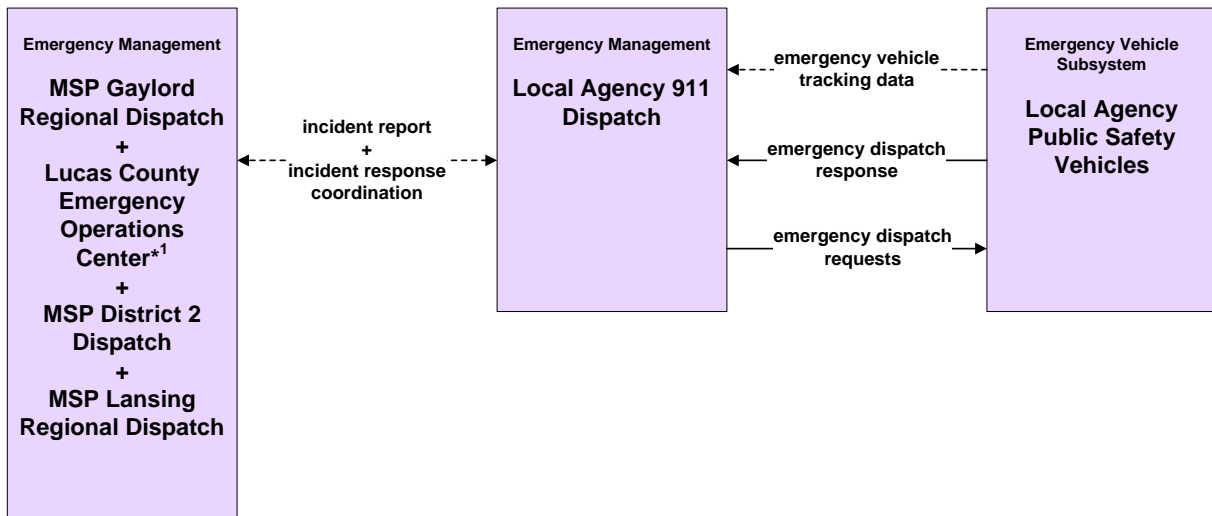 Emergency Management
MSP Gaylord
Regional Dispatch
+
Lucas County
Emergency
Operations
Center*1
+
MSP District 2
Dispatch
+
MSP Lansing
Regional Dispatch
incident report
+
incident response
coordination
Emergency Management
Local Agency 911
Dispatch
emergency vehicle
tracking data
emergency dispatch
response
emergency dispatch
requests
Emergency Vehicle
Subsystem
Local Agency
Public Safety
Vehicles